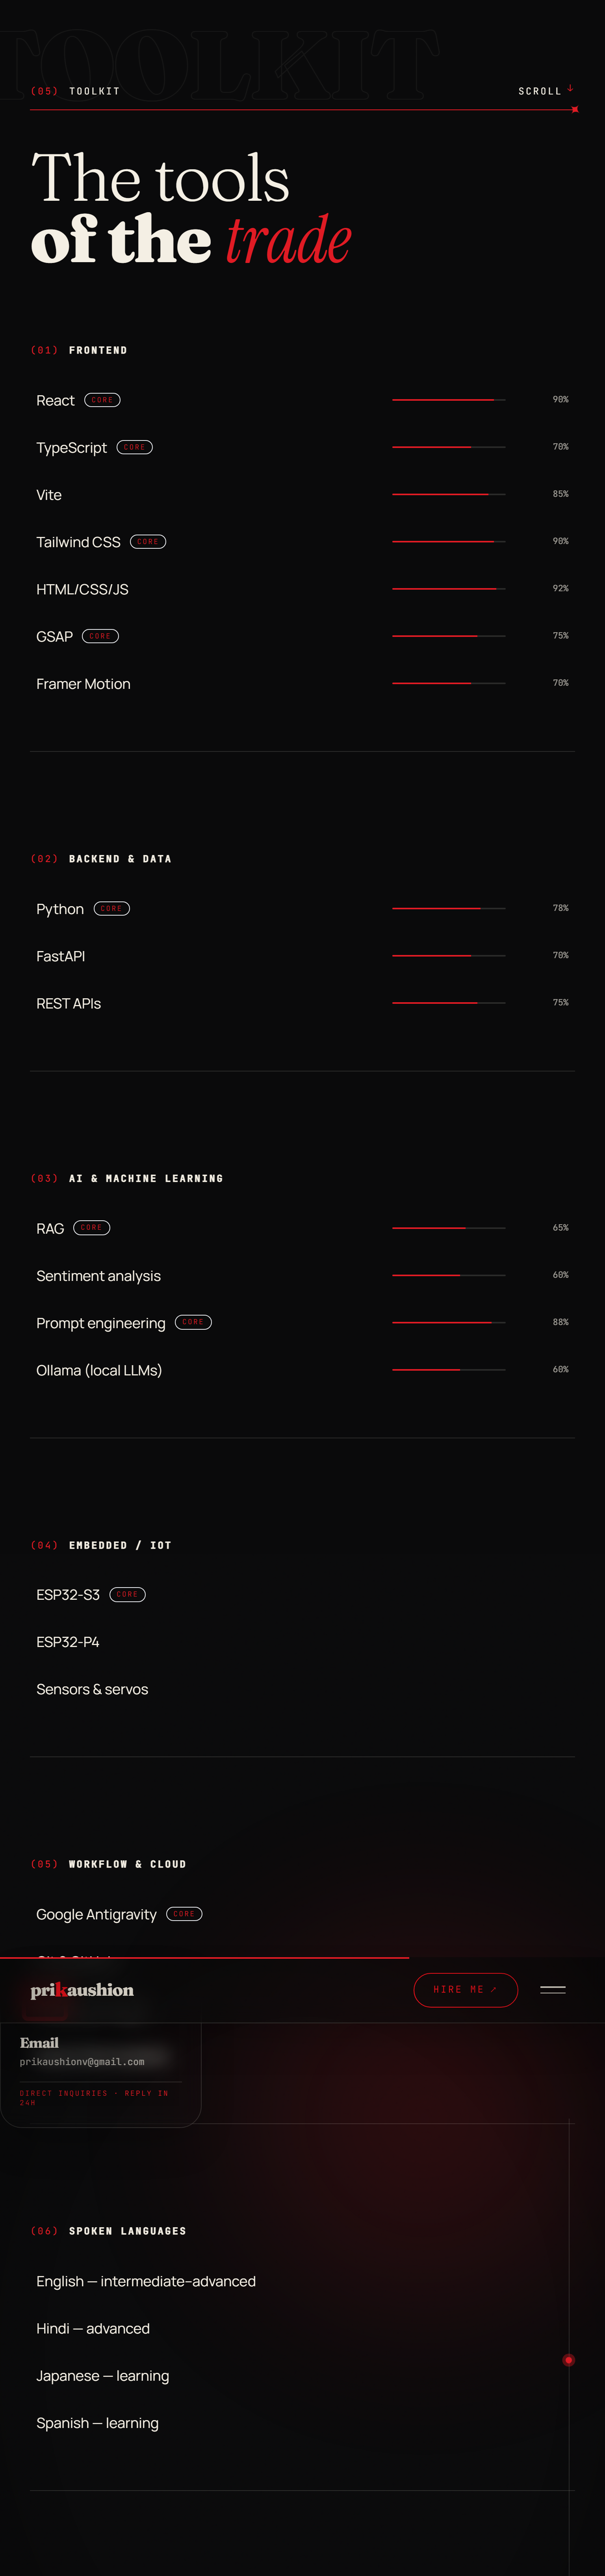 TOOLKIT
(05) TOOLKIT
SCROLL ↓
The tools
of the trade
(01) FRONTEND
React CORE 90%
TypeScript CORE 70%
Vite 85%
Tailwind CSS CORE 90%
HTML/CSS/JS 92%
GSAP CORE 75%
Framer Motion 70%
(02) BACKEND & DATA
Python CORE 78%
FastAPI 70%
REST APIs 75%
(03) AI & MACHINE LEARNING
RAG CORE 65%
Sentiment analysis 60%
Prompt engineering CORE 88%
Ollama (local LLMs) 60%
(04) EMBEDDED / IOT
ESP32-S3 CORE
ESP32-P4
Sensors & servos
(05) WORKFLOW & CLOUD
Google Antigravity CORE
prikaushion
HIRE ME ↗
Email
prikaushionv@gmail.com
DIRECT INQUIRIES · REPLY IN
24H
(06) SPOKEN LANGUAGES
English — intermediate–advanced
Hindi — advanced
Japanese — learning
Spanish — learning